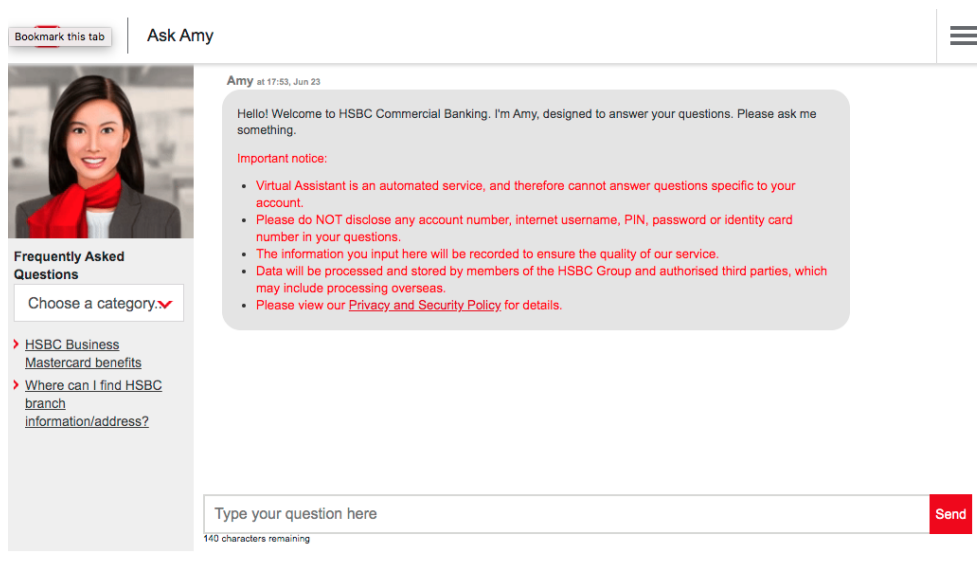 Bookmark this tab
Ask Amy
Amy at 17:53, Jun 23
Hello! Welcome to HSBC Commercial Banking. I'm Amy, designed to answer your questions. Please ask me
something.
Important notice:
• Virtual Assistant is an automated service, and therefore cannot answer questions specific to your
account.
• Please do NOT disclose any account number, internet username, PIN, password or identity card
number in your questions.
• The information you input here will be recorded to ensure the quality of our service.
• Data will be processed and stored by members of the HSBC Group and authorised third parties, which
may include processing overseas.
• Please view our Privacy and Security Policy for details.
Frequently Asked
Questions
Choose a category.
HSBC Business
Mastercard benefits
Where can I find HSBC
branch
information/address?
Type your question here
Send
140 characters remaining